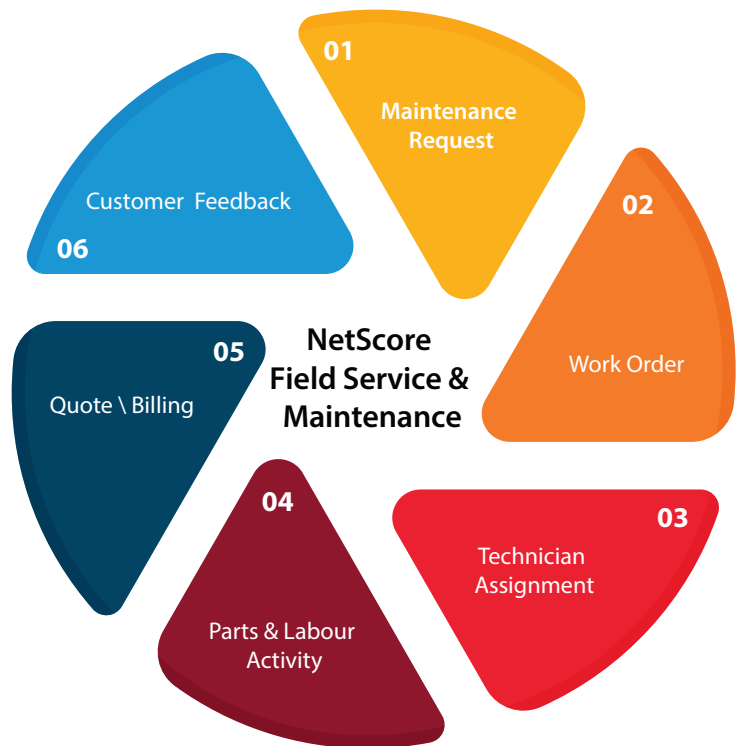 01
Maintenance
Request
02
Work Order
03
Technician
Assignment
04
Parts & Labour
Activity
05
Quote \ Billing
06
Customer Feedback
NetScore
Field Service &
Maintenance